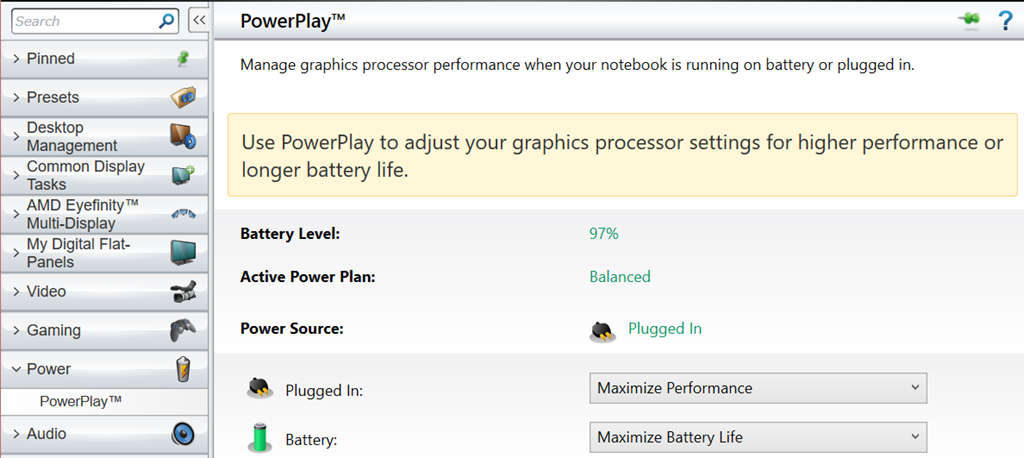 Search
<<
Pinned
Presets
Desktop
Management
Common Display
Tasks
AMD Eyefinity™
Multi-Display
My Digital Flat-
Panels
Video
Gaming
Power
PowerPlay™
Audio
PowerPlay™
?
Manage graphics processor performance when your notebook is running on battery or plugged in.
Use PowerPlay to adjust your graphics processor settings for higher performance or
longer battery life.
Battery Level: 97%
Active Power Plan: Balanced
Power Source: Plugged In
Plugged In: Maximize Performance
Battery: Maximize Battery Life